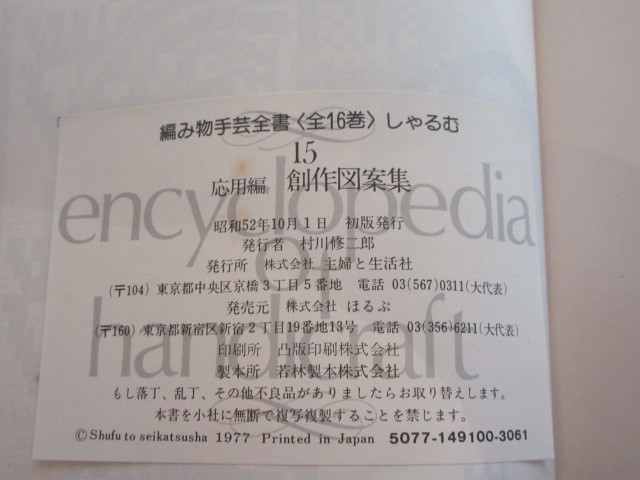 編み物手芸全書〈全16巻〉しゃるむ
15
応用編 創作図案集
encyclopedia
of
handicraft
昭和52年10月1日 初版発行
発行者 村川修二郎
発行所 株式会社 主婦と生活社
(〒104) 東京都中央区京橋3丁目5番地 電話 03(567)0311(大代表)
発売元 株式会社 ほるぷ
(〒160) 東京都新宿区新宿2丁目19番地13号 電話 03(356)6211(大代表)
印刷所 凸版印刷株式会社
製本所 若林製本株式会社
もし落丁、乱丁、その他不良品がありましたらお取り替えします。
本書を小社に無断で複写複製することを禁じます。
©Shufu to seikatsusha 1977 Printed in Japan 5077-149100-3061